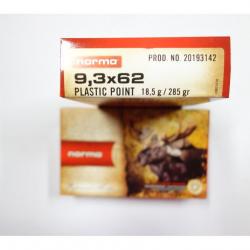 norma
PROD. NO. 20193142
9,3x62
PLASTIC POINT 18,5 g / 285 gr
norma